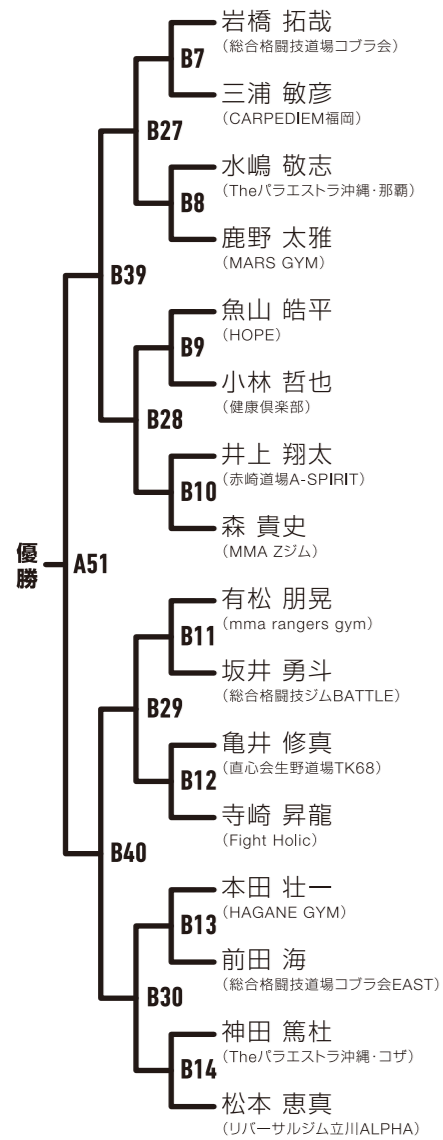 岩橋 拓哉
（総合格闘技道場コブラ会）
B7
三浦 敏彦
（CARPEDIEM福岡）
B27
水嶋 敬志
（Theパラエストラ沖縄・那覇）
B8
鹿野 太雅
（MARS GYM）
B39
魚山 皓平
（HOPE）
B9
小林 哲也
（健康倶楽部）
B28
井上 翔太
（赤崎道場A-SPIRIT）
B10
森 貴史
（MMA Zジム）
優勝
A51
有松 朋晃
（mma rangers gym）
B11
坂井 勇斗
（総合格闘技ジムBATTLE）
B29
亀井 修真
（直心会生野道場TK68）
B12
寺崎 昇龍
（Fight Holic）
B40
本田 壮一
（HAGANE GYM）
B13
前田 海
（総合格闘技道場コブラ会EAST）
B30
神田 篤杜
（Theパラエストラ沖縄・コザ）
B14
松本 恵真
（リバーサルジム立川ALPHA）